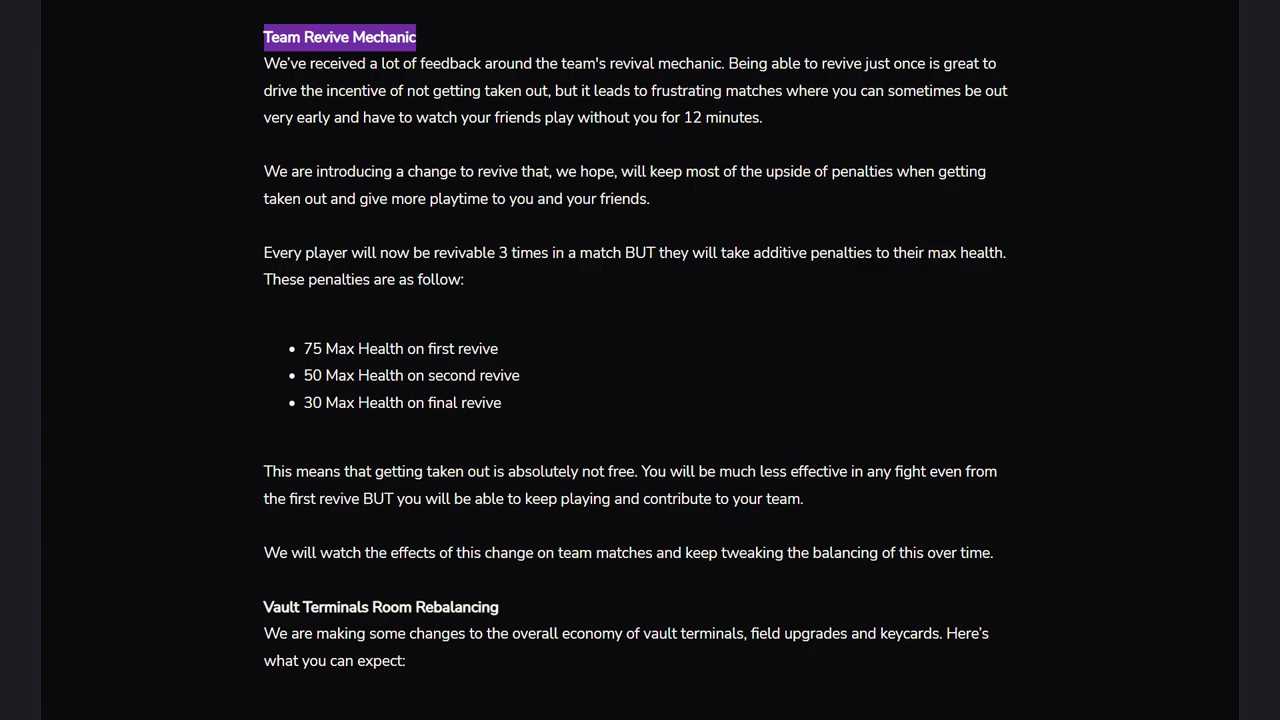 Team Revive Mechanic
We've received a lot of feedback around the team's revival mechanic. Being able to revive just once is great to
drive the incentive of not getting taken out, but it leads to frustrating matches where you can sometimes be out
very early and have to watch your friends play without you for 12 minutes.
We are introducing a change to revive that, we hope, will keep most of the upside of penalties when getting
taken out and give more playtime to you and your friends.
Every player will now be revivable 3 times in a match BUT they will take additive penalties to their max health.
These penalties are as follow:
• 75 Max Health on first revive
• 50 Max Health on second revive
• 30 Max Health on final revive
This means that getting taken out is absolutely not free. You will be much less effective in any fight even from
the first revive BUT you will be able to keep playing and contribute to your team.
We will watch the effects of this change on team matches and keep tweaking the balancing of this over time.
Vault Terminals Room Rebalancing
We are making some changes to the overall economy of vault terminals, field upgrades and keycards. Here's
what you can expect: